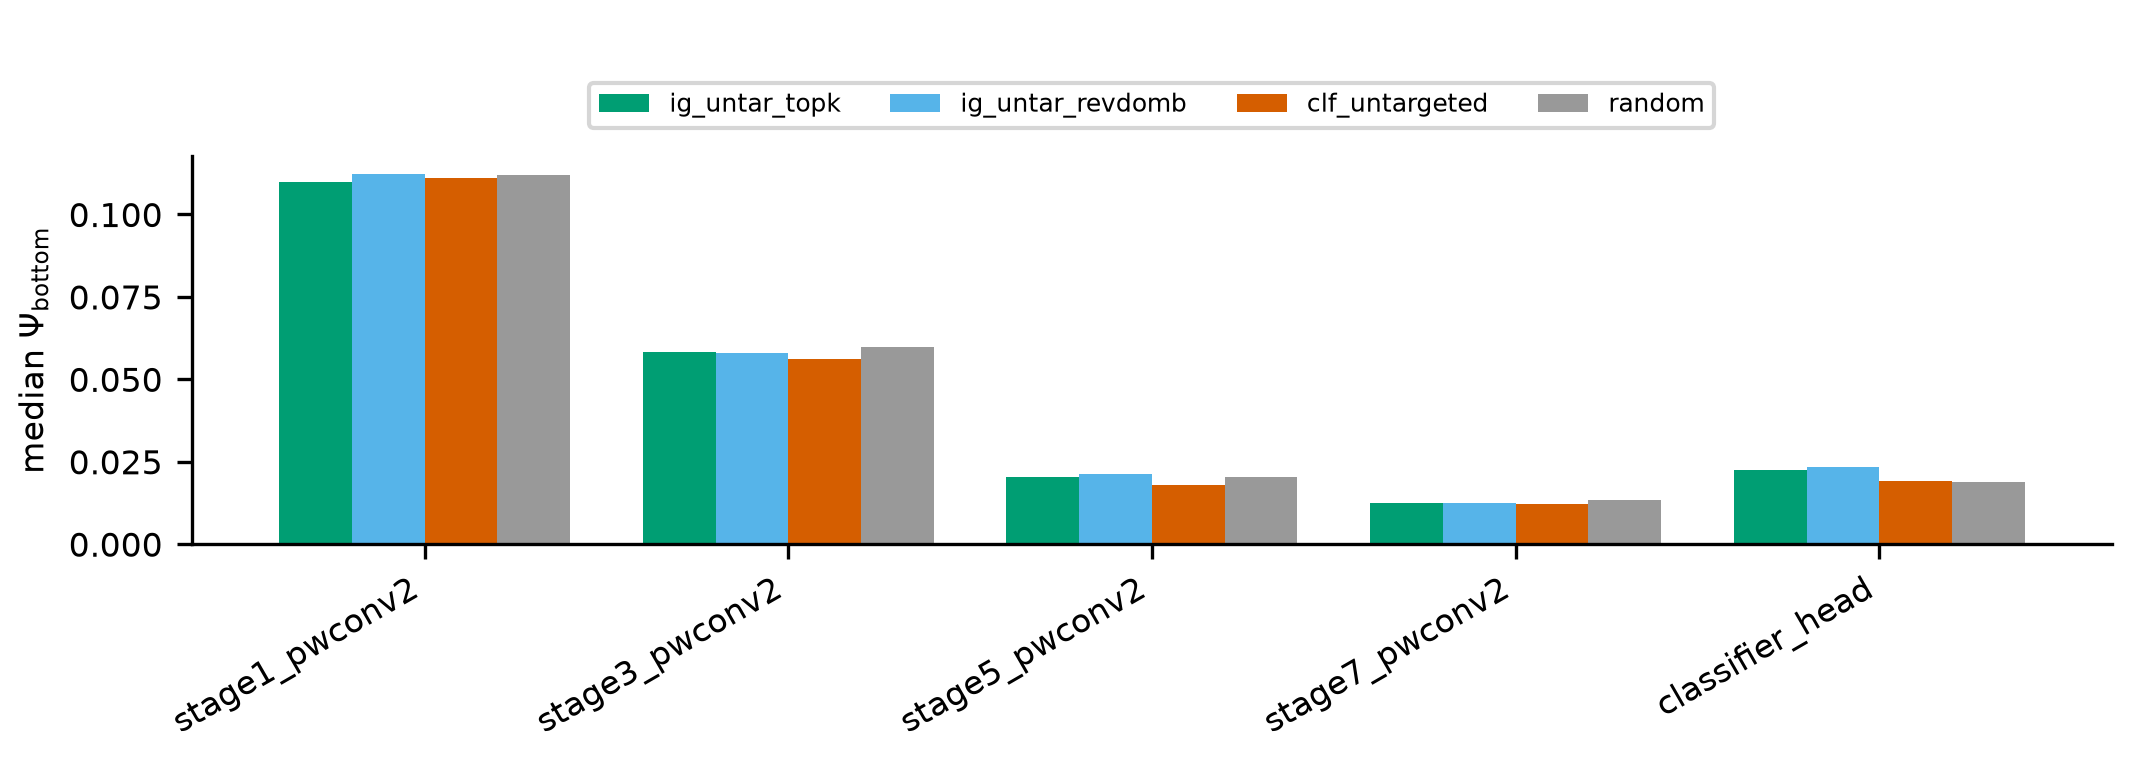 ig_untar_topk ig_untar_revdomb clf_untargeted random
median Ψbottom
0.100
0.075
0.050
0.025
0.000
stage1_pwconv2
stage3_pwconv2
stage5_pwconv2
stage7_pwconv2
classifier_head